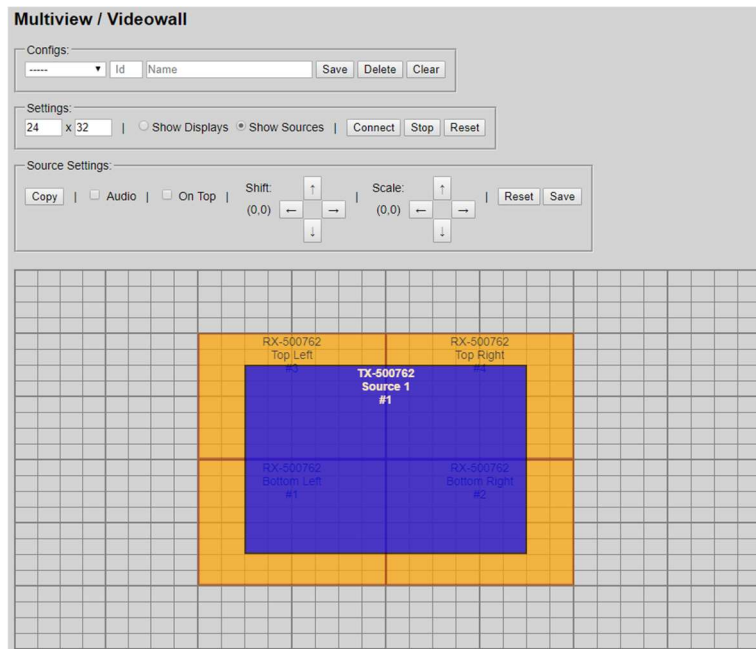 Multiview / Videowall
Configs:
----- Id Name Save Delete Clear
Settings:
24 x 32 | Show Displays Show Sources | Connect Stop Reset
Source Settings:
Copy | Audio | On Top | Shift: (0,0) ↑ ← → ↓ | Scale: (0,0) ↑ ← → ↓ | Reset Save
RX-500762 RX-500762
Top Left Top Right
#3 #4
TX-500762
Source 1
#1
RX-500762 RX-500762
Bottom Left Bottom Right
#1 #2